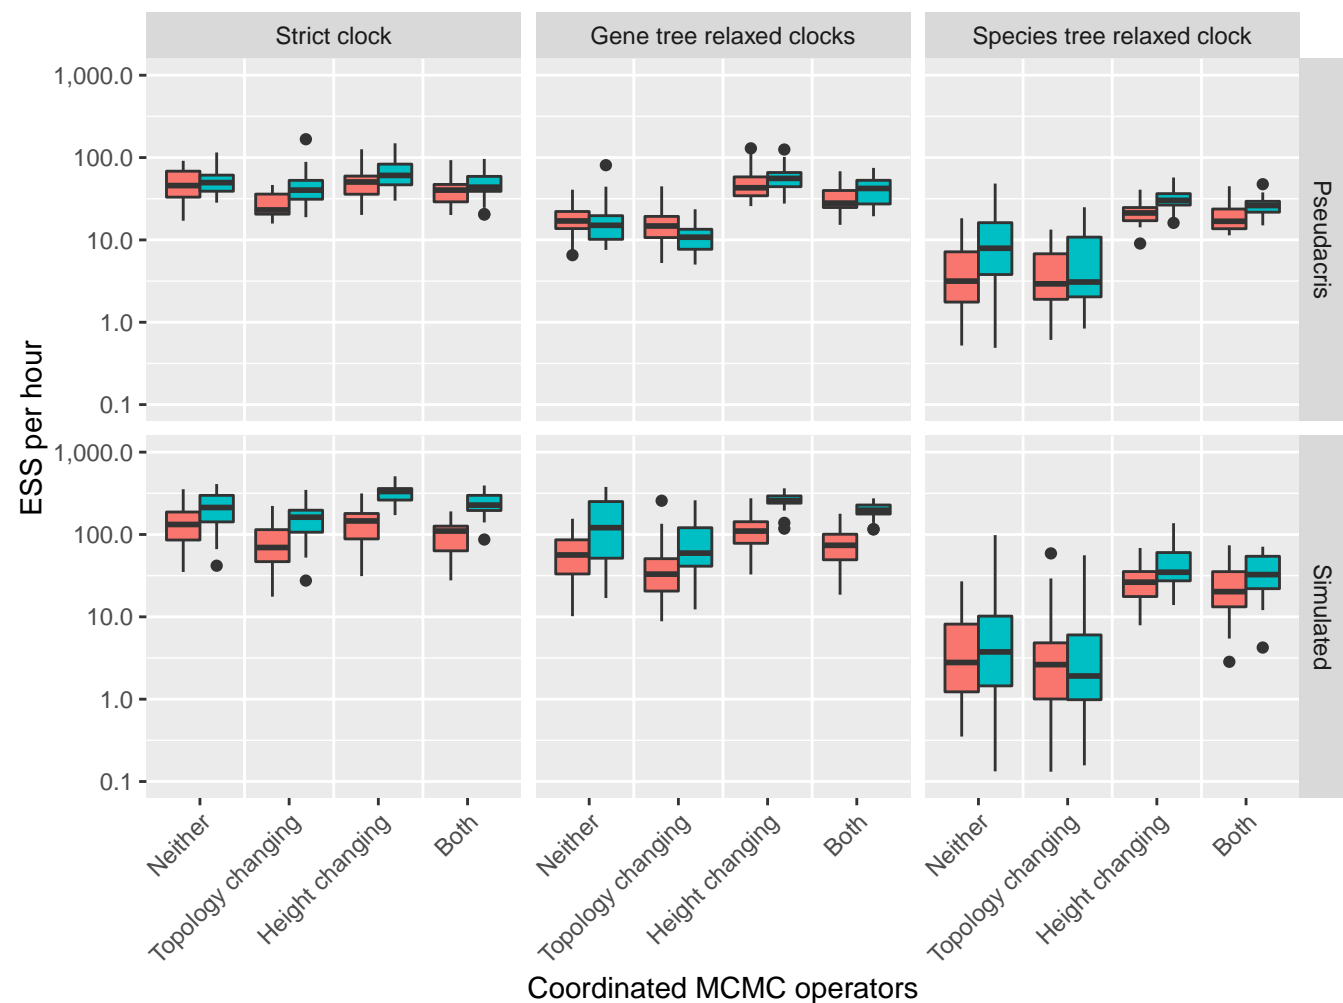 Strict clock
Gene tree relaxed clocks
Species tree relaxed clock
1,000.0
100.0
10.0
1.0
0.1
Pseudacris
ESS per hour
1,000.0
100.0
10.0
1.0
0.1
Simulated
Neither
Topology changing
Height changing
Both
Neither
Topology changing
Height changing
Both
Neither
Topology changing
Height changing
Both
Coordinated MCMC operators